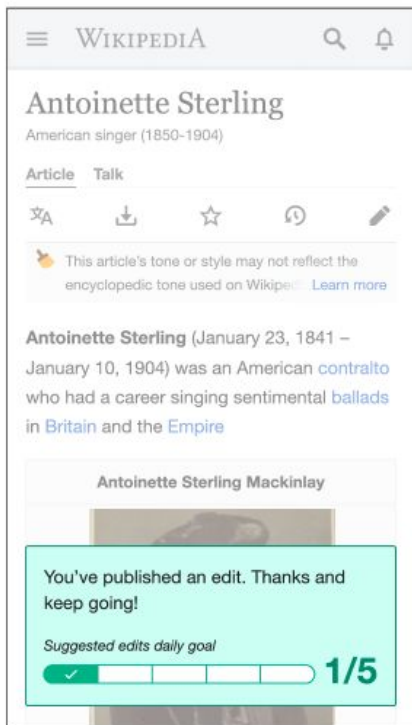 WIKIPEDIA
Antoinette Sterling
American singer (1850-1904)
Article Talk
This article's tone or style may not reflect the
encyclopedic tone used on Wikiped Learn more
Antoinette Sterling (January 23, 1841 –
January 10, 1904) was an American contralto
who had a career singing sentimental ballads
in Britain and the Empire
Antoinette Sterling Mackinlay
You've published an edit. Thanks and
keep going!
Suggested edits daily goal
1/5